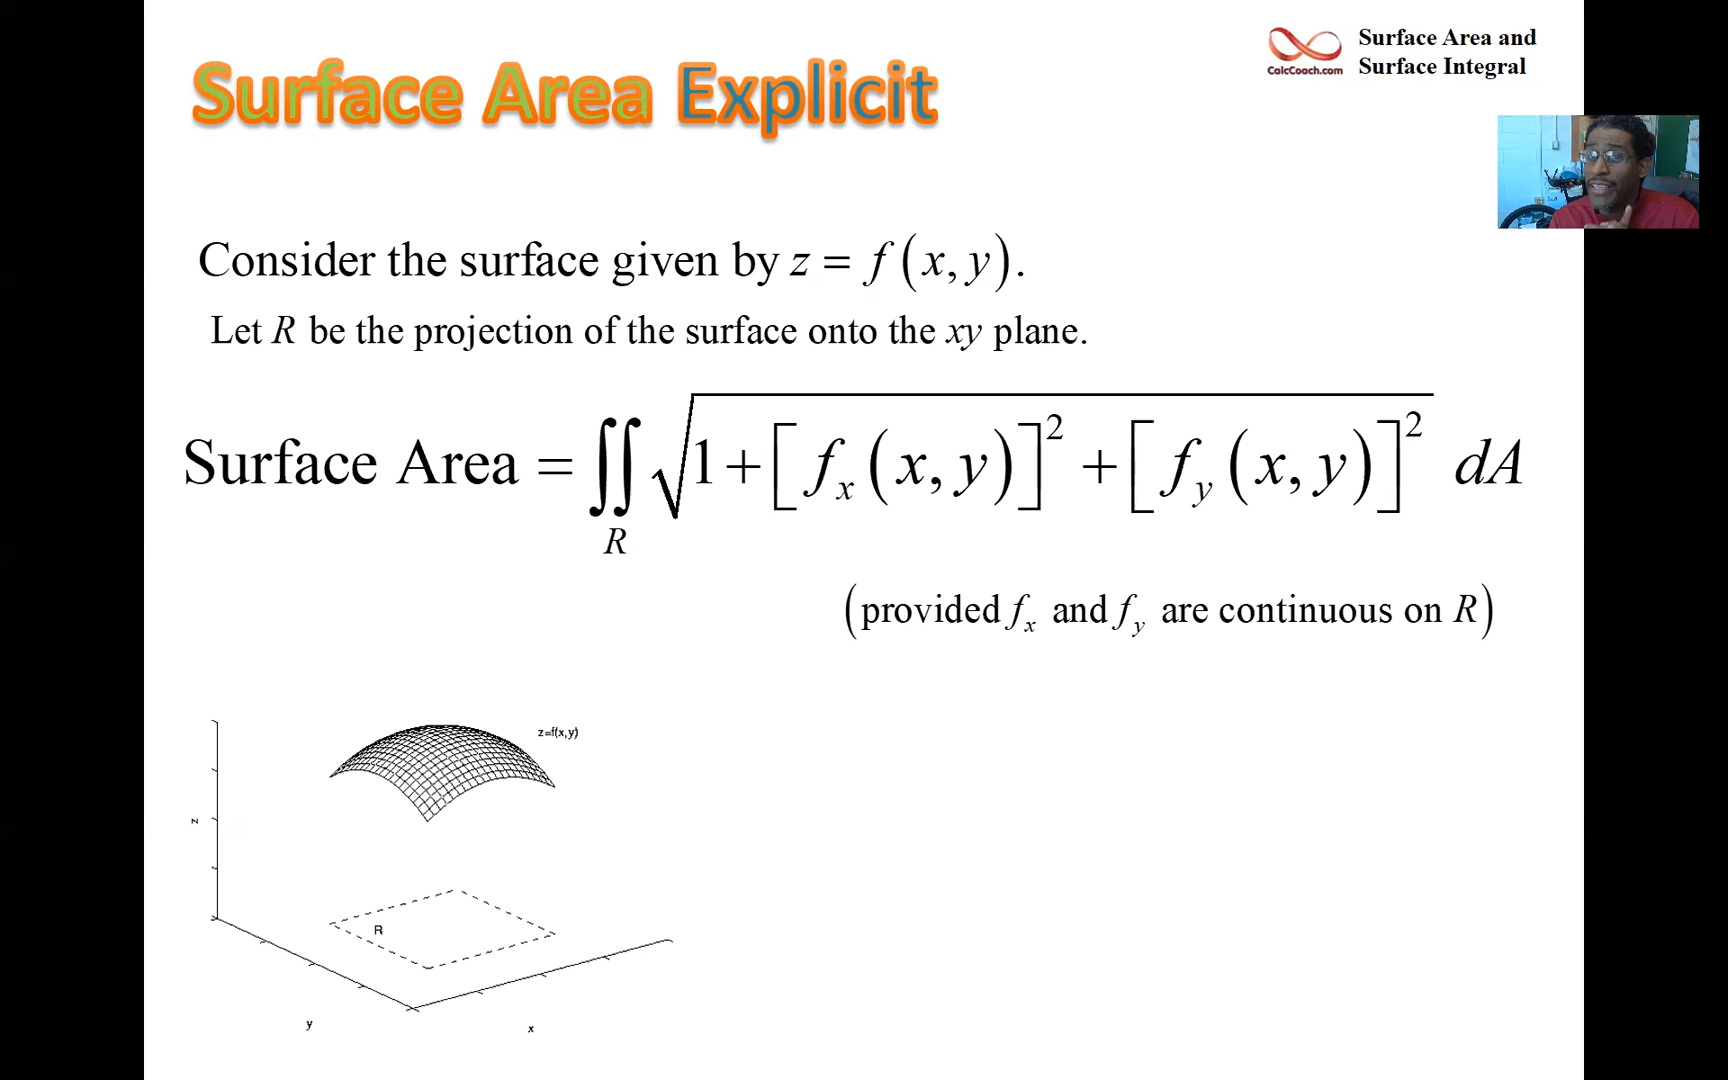 Surface Area Explicit
CalcCoach.com
Surface Area and
Surface Integral
Consider the surface given by z = f(x, y).
Let R be the projection of the surface onto the xy plane.
Surface Area = ∬_R √(1+[f_x(x, y)]²+[f_y(x, y)]²) dA
(provided f_x and f_y are continuous on R)
z=f(x,y)
z
R
y
x